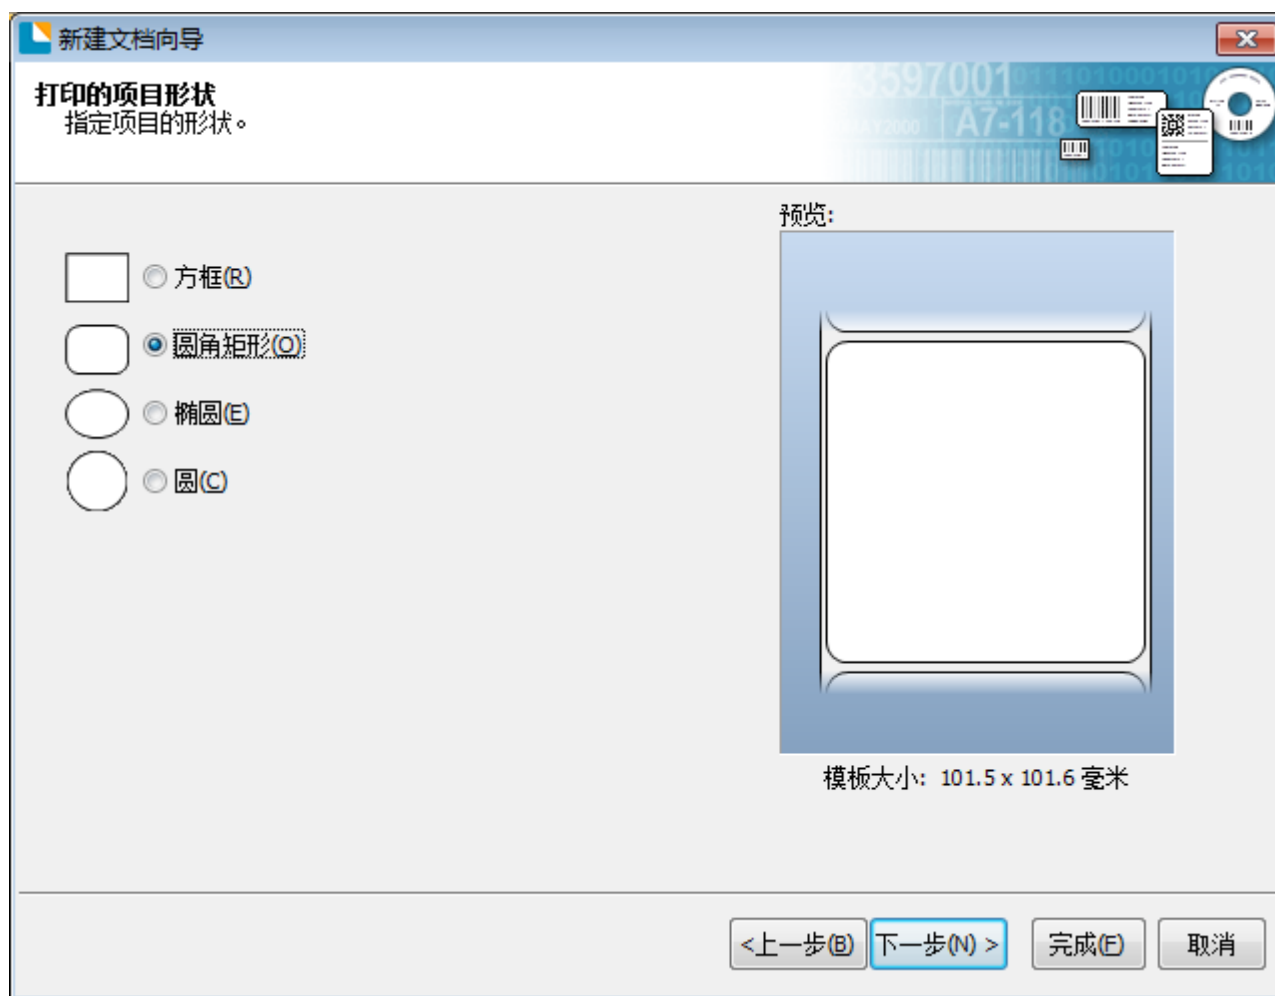 新建文档向导
打印的项目形状
指定项目的形状。
3597001
A7-118
预览:
方框(R)
圆角矩形(O)
椭圆(E)
圆(C)
模板大小: 101.5 x 101.6 毫米
<上一步(B)
下一步(N) >
完成(F)
取消